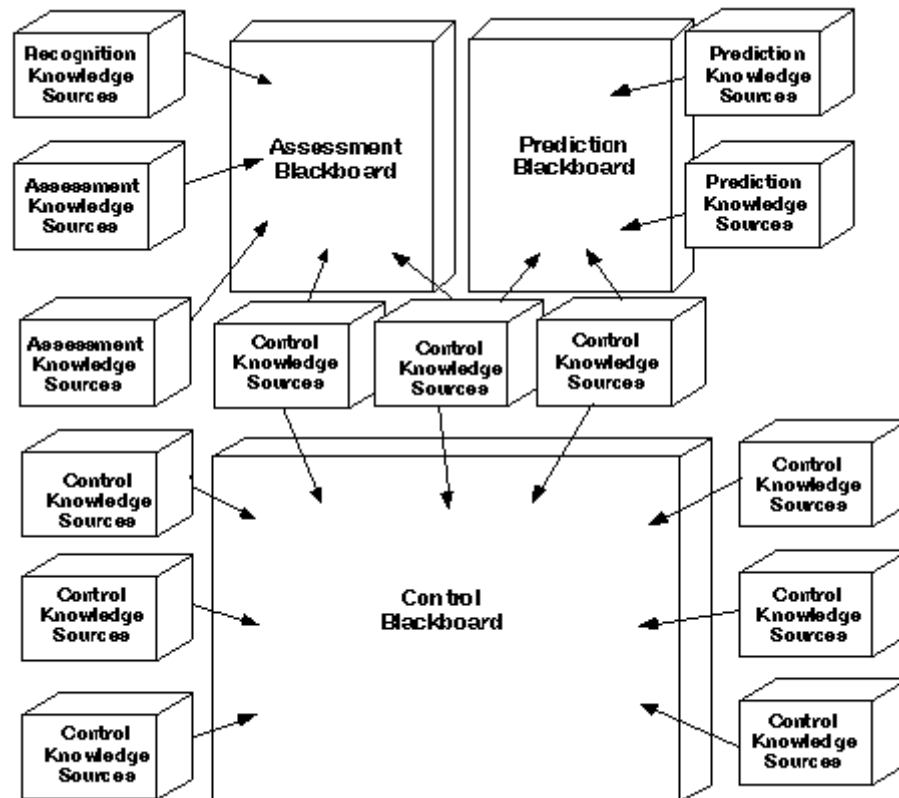 Recognition
Knowledge
Sources
Assessment
Blackboard
Prediction
Blackboard
Prediction
Knowledge
Sources
Assessment
Knowledge
Sources
Prediction
Knowledge
Sources
Assessment
Knowledge
Sources
Control
Knowledge
Sources
Control
Knowledge
Sources
Control
Knowledge
Sources
Control
Knowledge
Sources
Control
Knowledge
Sources
Control
Knowledge
Sources
Control
Blackboard
Control
Knowledge
Sources
Control
Knowledge
Sources
Control
Knowledge
Sources